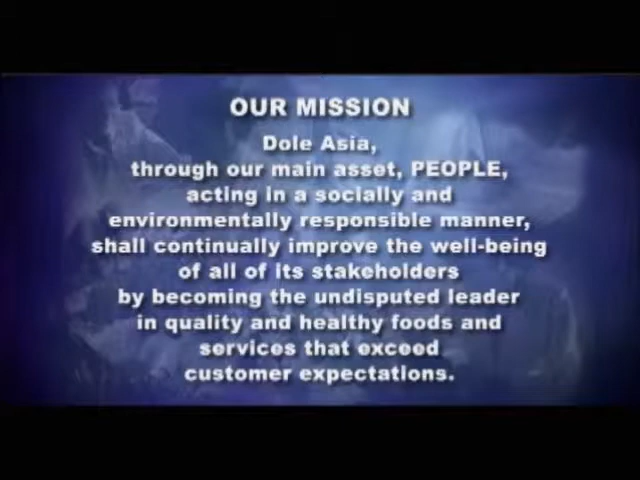 OUR MISSION
Dole Asia,
through our main asset, PEOPLE,
acting in a socially and
environmentally responsible manner,
shall continually improve the well-being
of all of its stakeholders
by becoming the undisputed leader
in quality and healthy foods and
services that exceed
customer expectations.